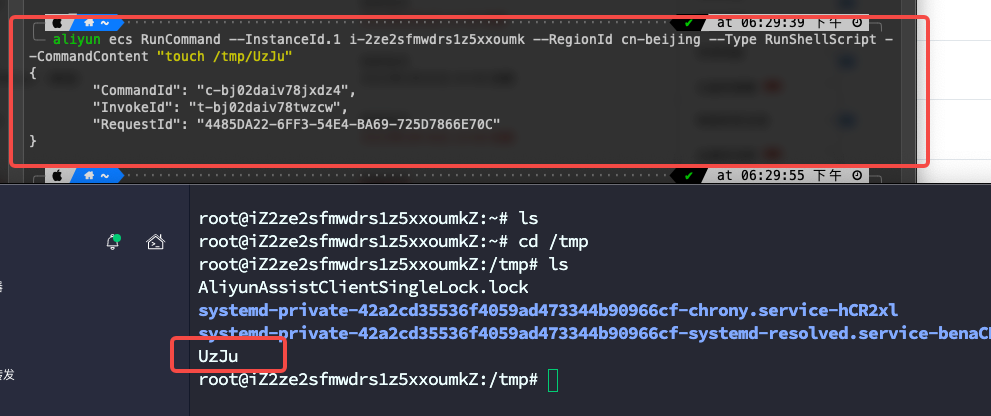 ~ ✔ at 06:29:39 下午
aliyun ecs RunCommand --InstanceId.1 i-2ze2sfmwdrs1z5xxoumk --RegionId cn-beijing --Type RunShellScript -
-CommandContent "touch /tmp/UzJu"
{
"CommandId": "c-bj02daiv78jxdz4",
"InvokeId": "t-bj02daiv78twzcw",
"RequestId": "4485DA22-6FF3-54E4-BA69-725D7866E70C"
}
~ ✔ at 06:29:55 下午
root@iZ2ze2sfmwdrs1z5xxoumkZ:~# ls
root@iZ2ze2sfmwdrs1z5xxoumkZ:~# cd /tmp
root@iZ2ze2sfmwdrs1z5xxoumkZ:/tmp# ls
AliyunAssistClientSingleLock.lock
systemd-private-42a2cd35536f4059ad473344b90966cf-chrony.service-hCR2xl
systemd-private-42a2cd35536f4059ad473344b90966cf-systemd-resolved.service-benaC
UzJu
root@iZ2ze2sfmwdrs1z5xxoumkZ:/tmp#
发